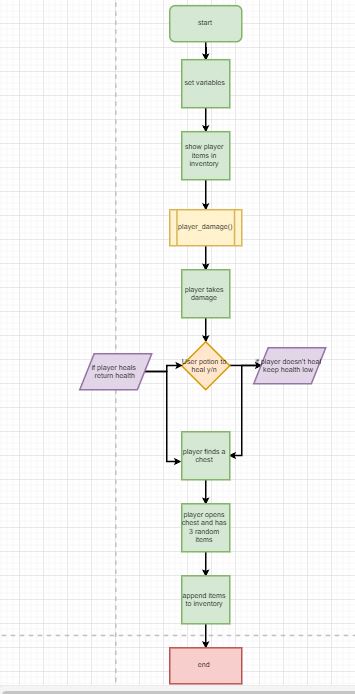 start
set variables
show player
items in
inventory
player_damage()
player takes
damage
User potion to
heal y/n
if player heals
return health
if player doesn't heal
keep health low
player finds a
chest
player opens
chest and has
3 random
items
append items
to inventory
end